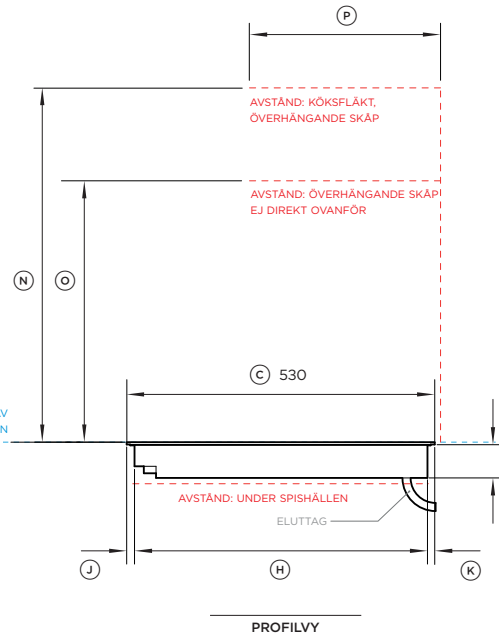 P
AVSTÅND: KÖKSFLÄKT,
ÖVERHÄNGANDE SKÅP
AVSTÅND: ÖVERHÄNGANDE SKÅP
EJ DIREKT OVANFÖR
N
O
C 530
AVSTÅND: UNDER SPISHÄLLEN
ELUTTAG
J
H
K
PROFILVY